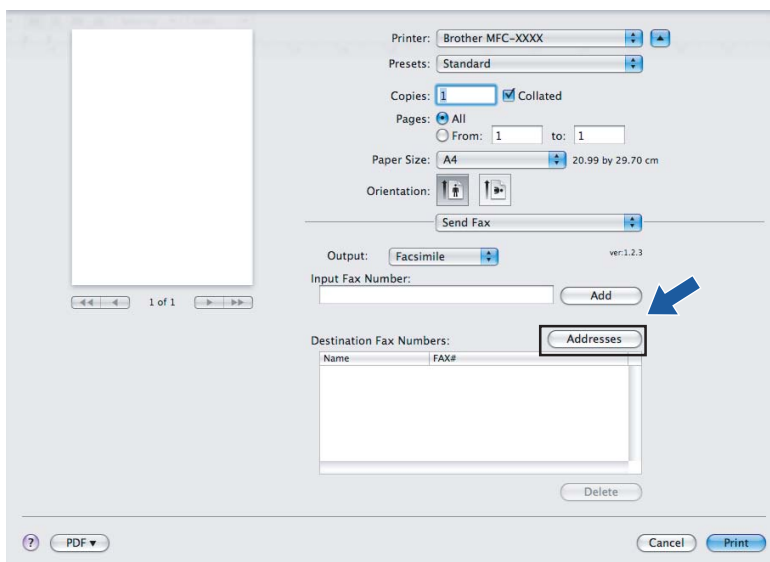 Printer: Brother MFC-XXXX
Presets: Standard
Copies: 1 Collated
Pages: All
From: 1 to: 1
Paper Size: A4 20.99 by 29.70 cm
Orientation:
Send Fax
Output: Facsimile ver:1.2.3
Input Fax Number:
Add
1 of 1
Destination Fax Numbers: Addresses
Name FAX#
Delete
? PDF Cancel Print